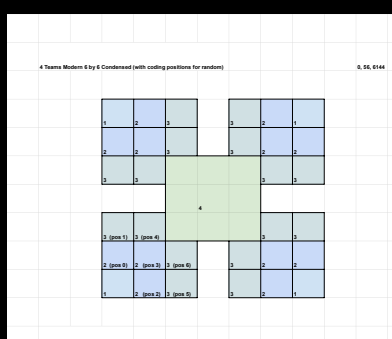 4 Teams Modern 6 by 6 Condensed (with coding positions for random) 0, 56, 6144
1 2 3 3 2 1
2 2 3 3 2 2
3 3 3 3
4
3 (pos 1) 3 (pos 4) 3 3
2 (pos 0) 2 (pos 3) 3 (pos 6) 3 2 2
1 2 (pos 2) 3 (pos 5) 3 2 1